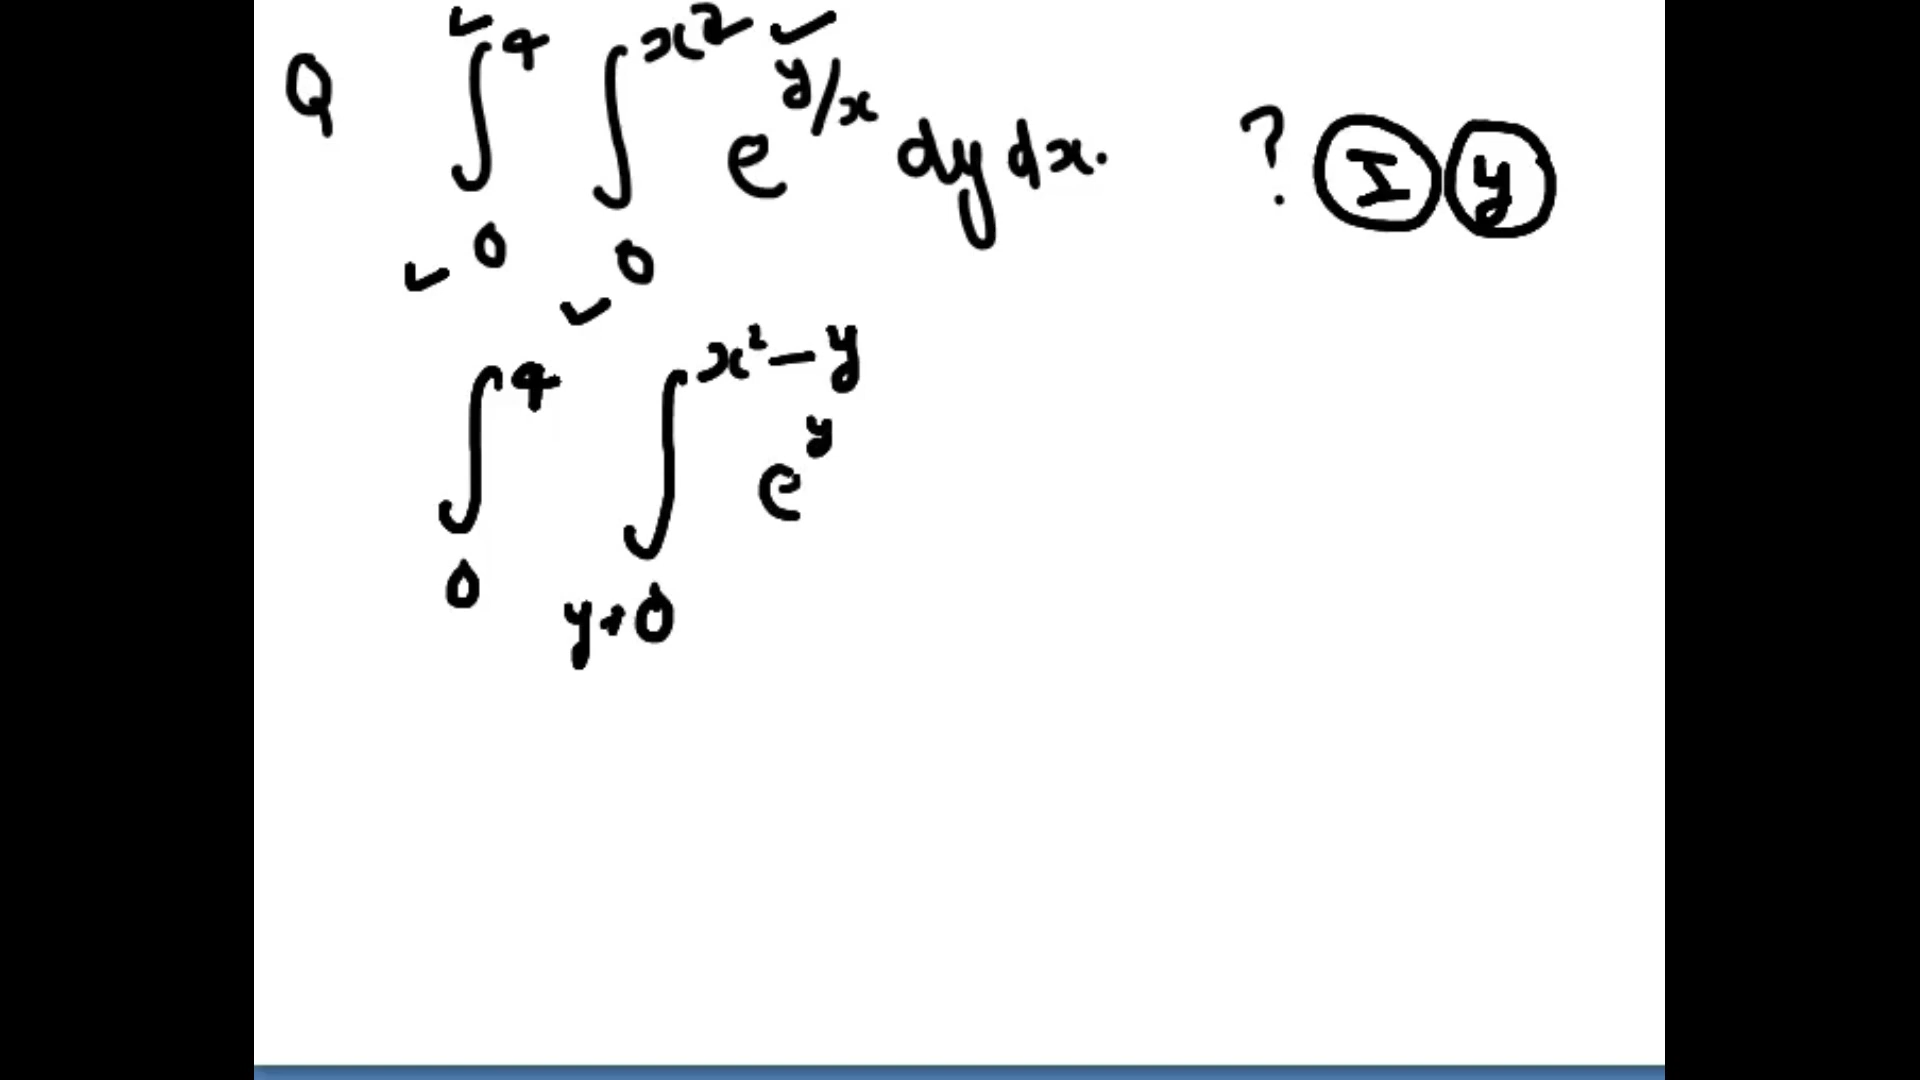 Q ∫₀⁴ ∫₀^{x²} e^{y/x} dy dx. ? I y
∫₀⁴ ∫_{y=0}^{x²-y} e^y